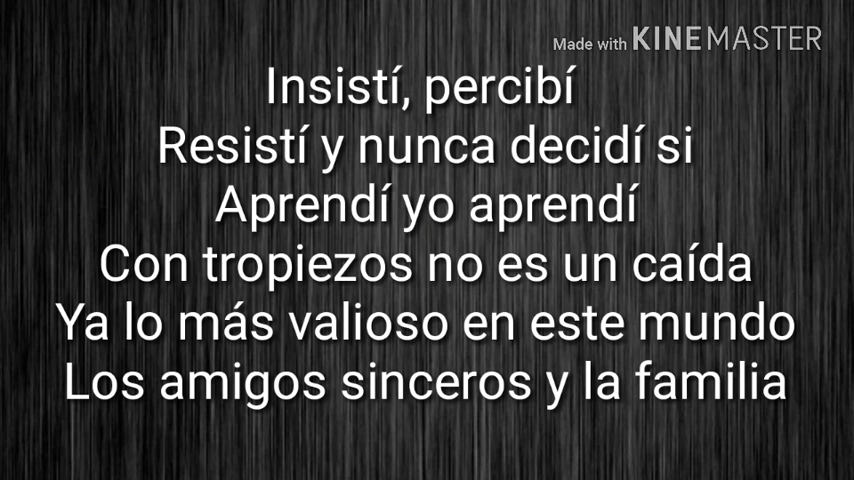 Made with KINEMASTER
Insistí, percibí
Resistí y nunca decidí si
Aprendí yo aprendí
Con tropiezos no es un caída
Ya lo más valioso en este mundo
Los amigos sinceros y la familia